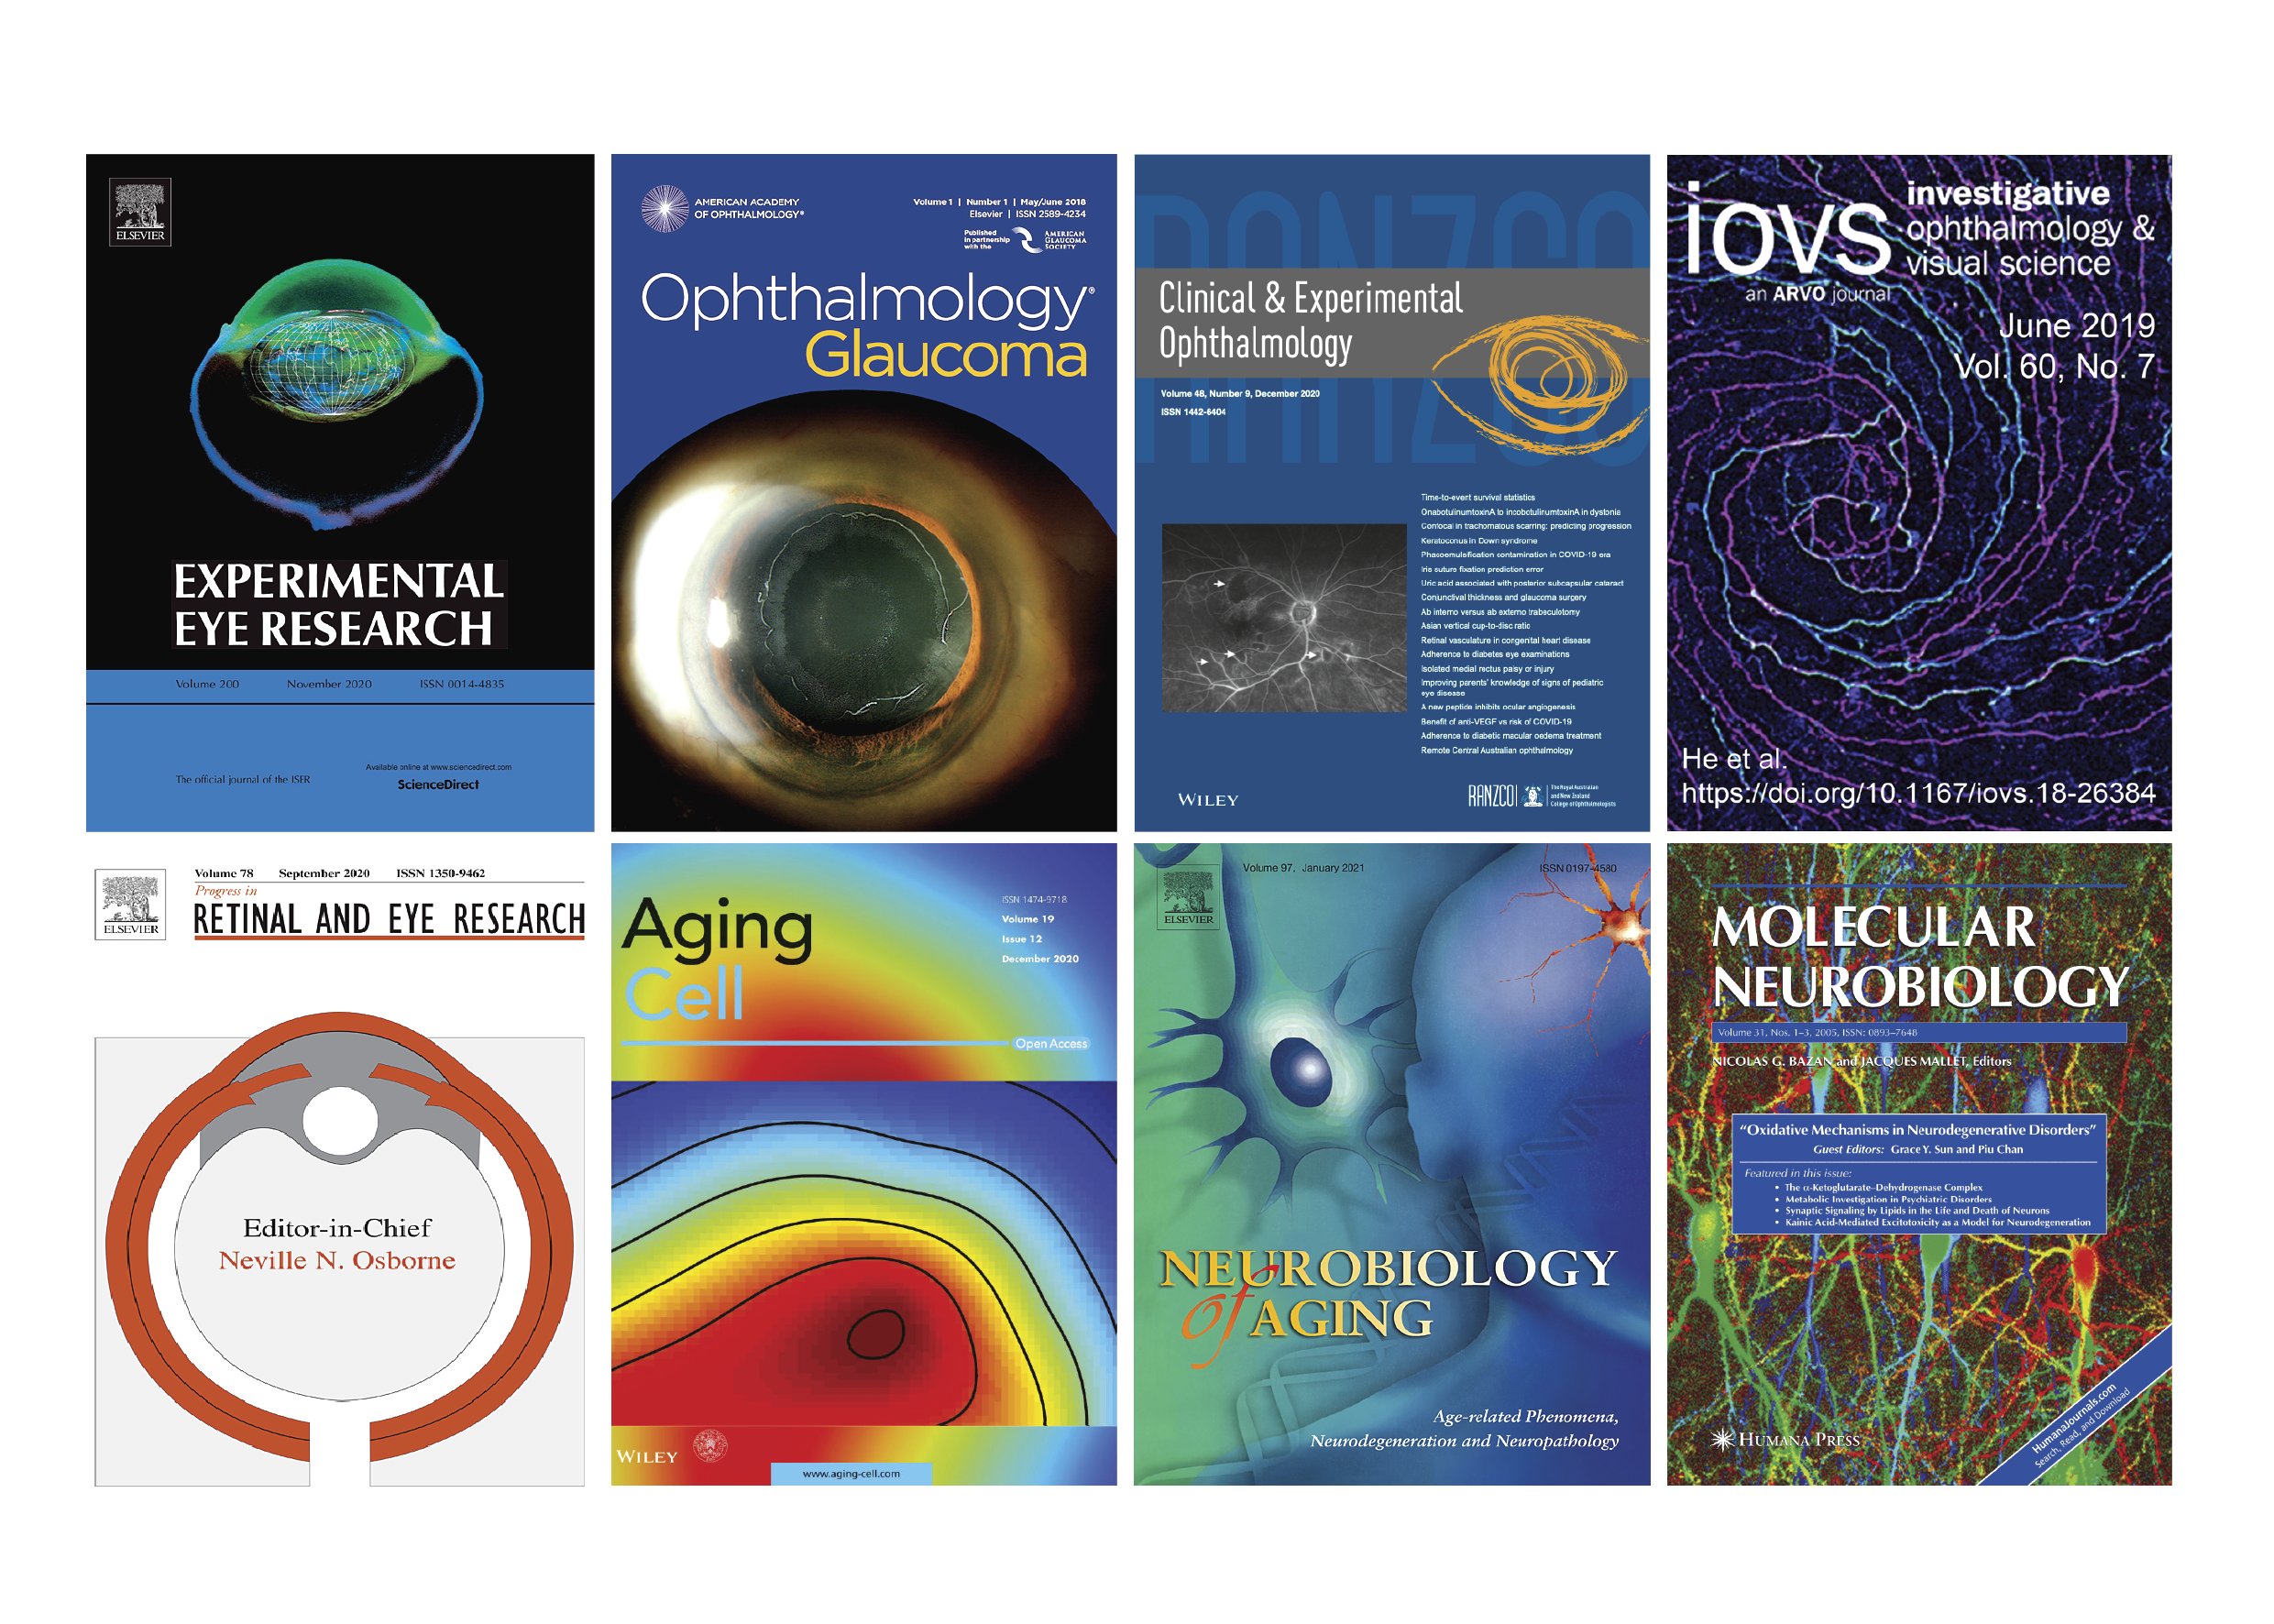 ELSEVIER
EXPERIMENTAL
EYE RESEARCH
Volume 200 November 2020 ISSN 0014-4835
Available online at www.sciencedirect.com
The official journal of the ISER
ScienceDirect
AMERICAN ACADEMY
OF OPHTHALMOLOGY®
Volume 1 | Number 1 | May/June 2018
Elsevier | ISSN 2589-4234
Published
in partnership
with the
AMERICAN
GLAUCOMA
SOCIETY
Ophthalmology®
Glaucoma
RANZCO
Clinical & Experimental
Ophthalmology
Volume 48, Number 9, December 2020
ISSN 1442-6404
Time-to-event survival statistics
OnabotulinumtoxinA to incobotulinumtoxinA in dystonia
Confocal in trachomatous scarring: predicting progression
Keratoconus in Down syndrome
Phacoemulsification contamination in COVID-19 era
Iris suture fixation prediction error
Uric acid associated with posterior subcapsular cataract
Conjunctival thickness and glaucoma surgery
Ab interno versus ab externo trabeculotomy
Asian vertical cup-to-disc ratio
Retinal vasculature in congenital heart disease
Adherence to diabetes eye examinations
Isolated medial rectus palsy or injury
Improving parents' knowledge of signs of pediatric
eye disease
A new peptide inhibits ocular angiogenesis
Benefit of anti-VEGF vs risk of COVID-19
Adherence to diabetic macular oedema treatment
Remote Central Australian ophthalmology
WILEY
RANZCO
The Royal Australian
and New Zealand
College of Ophthalmologists
iovs
investigative
ophthalmology &
visual science
an ARVO journal
June 2019
Vol. 60, No. 7
He et al.
https://doi.org/10.1167/iovs.18-26384
ELSEVIER
Volume 78 September 2020 ISSN 1350-9462
Progress in
RETINAL AND EYE RESEARCH
Editor-in-Chief
Neville N. Osborne
Aging
Cell
ISSN 1474-9718
Volume 19
Issue 12
December 2020
Open Access
WILEY
www.aging-cell.com
ELSEVIER
Volume 97, January 2021
ISSN 0197-4580
NEUROBIOLOGY
of AGING
Age-related Phenomena,
Neurodegeneration and Neuropathology
MOLECULAR
NEUROBIOLOGY
Volume 31, Nos. 1–3, 2005, ISSN: 0893–7648
NICOLAS G. BAZAN and JACQUES MALLET, Editors
“Oxidative Mechanisms in Neurodegenerative Disorders”
Guest Editors: Grace Y. Sun and Piu Chan
Featured in this issue:
• The α-Ketoglutarate–Dehydrogenase Complex
• Metabolic Investigation in Psychiatric Disorders
• Synaptic Signaling by Lipids in the Life and Death of Neurons
• Kainic Acid-Mediated Excitotoxicity as a Model for Neurodegeneration
HUMANA PRESS
HumanaJournals.com
Search, Read, and Download